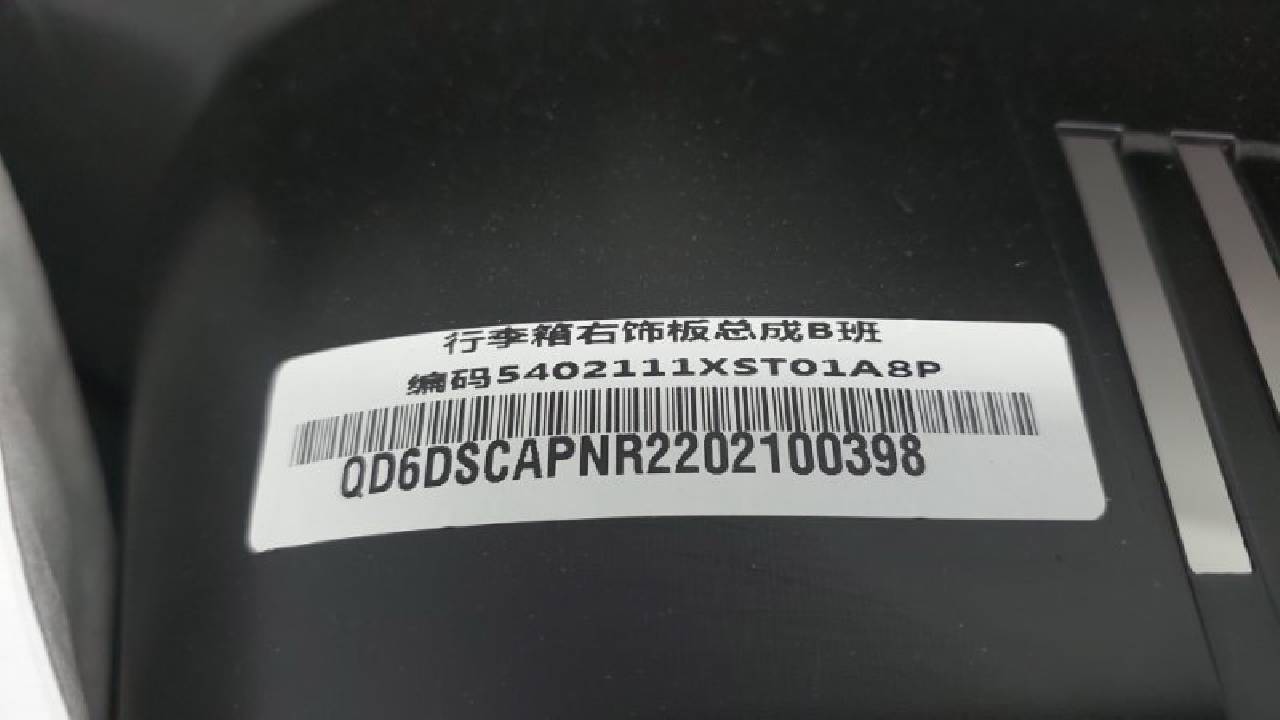 行李箱右饰板总成B班
编码5402111XST01A8P
QD6DSCAPNR2202100398